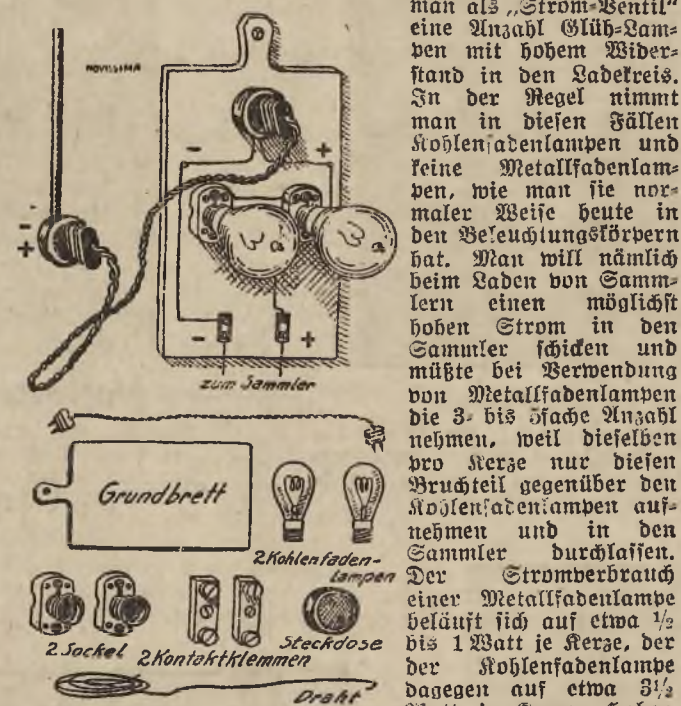 NOVISSIMA
-
+
-
+
-
+
zum Sammler
Grundbrett
2 Kohlenfaden-
lampen
2 Sockel
2 Kontaktklemmen
Steckdose
Draht
man als „Strom-Ventil“
eine Anzahl Glüh-Lam-
pen mit hohem Wider-
stand in den Ladekreis.
In der Regel nimmt
man in diesen Fällen
Kohlenfadenlampen und
keine Metallfadenlam-
pen, wie man sie nor-
maler Weise heute in
den Beleuchtungskörpern
hat. Man will nämlich
beim Laden von Samm-
lern einen möglichst
hohen Strom in den
Sammler schicken und
müßte bei Verwendung
von Metallfadenlampen
die 3- bis 5fache Anzahl
nehmen, weil dieselben
pro Kerze nur diesen
Bruchteil gegenüber den
Kohlenfadenlampen auf-
nehmen und in den
Sammler durchlassen.
Der Stromverbrauch
einer Metallfadenlampe
beläuft sich auf etwa ½
bis 1 Watt je Kerze, der
der Kohlenfadenlampe
dagegen auf etwa 3½